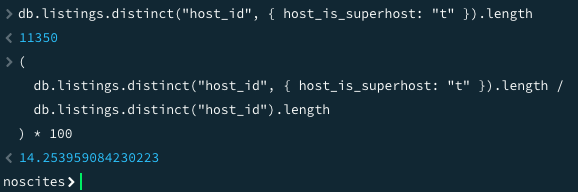 > db.listings.distinct("host_id", { host_is_superhost: "t" }).length
< 11350
> (
db.listings.distinct("host_id", { host_is_superhost: "t" }).length /
db.listings.distinct("host_id").length
) * 100
< 14.253959084230223
noscites>